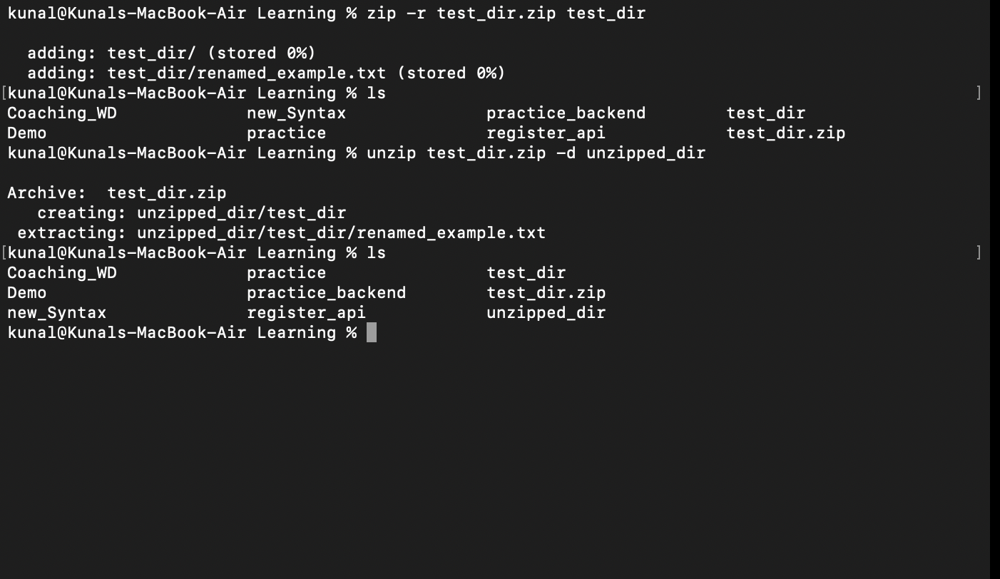 kunal@Kunals-MacBook-Air Learning % zip -r test_dir.zip test_dir
  adding: test_dir/ (stored 0%)
  adding: test_dir/renamed_example.txt (stored 0%)
[kunal@Kunals-MacBook-Air Learning % ls ]
Coaching_WD             new_Syntax              practice_backend        test_dir
Demo                    practice                register_api            test_dir.zip
kunal@Kunals-MacBook-Air Learning % unzip test_dir.zip -d unzipped_dir
Archive:  test_dir.zip
   creating: unzipped_dir/test_dir
 extracting: unzipped_dir/test_dir/renamed_example.txt
[kunal@Kunals-MacBook-Air Learning % ls ]
Coaching_WD             practice                test_dir
Demo                    practice_backend        test_dir.zip
new_Syntax              register_api            unzipped_dir
kunal@Kunals-MacBook-Air Learning %